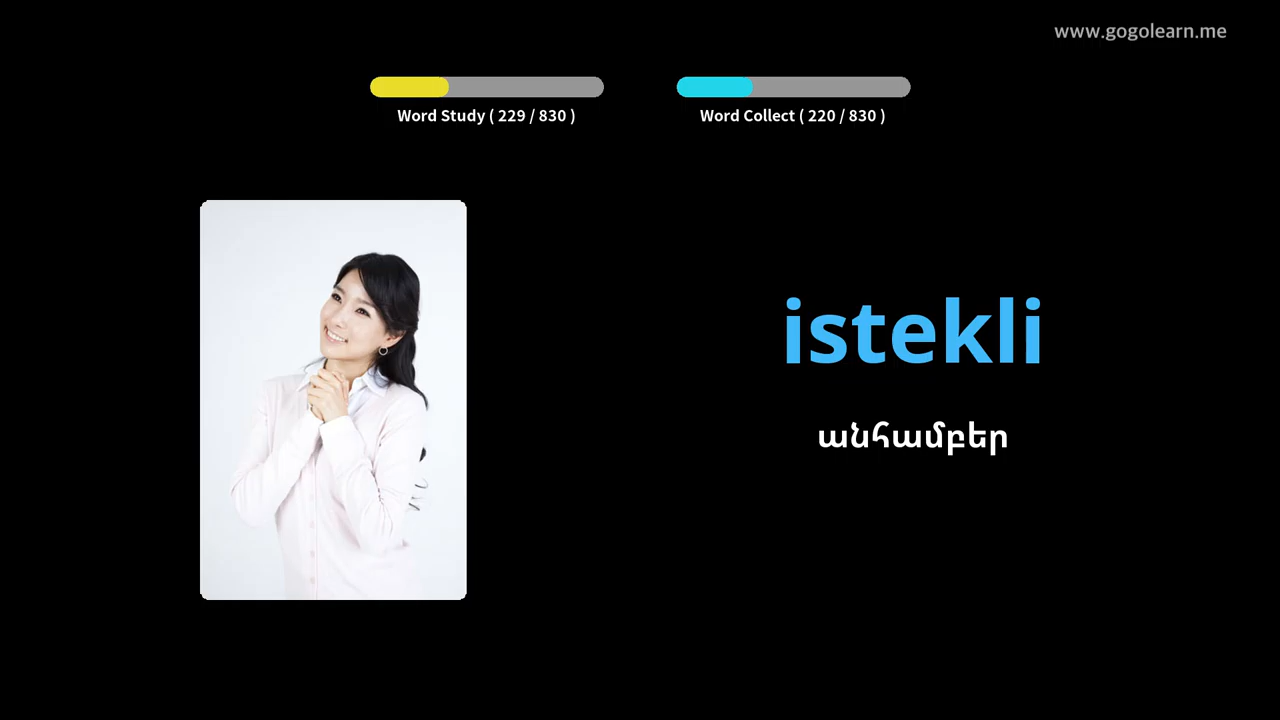 www.gogolearn.me
Word Study ( 229 / 830 )
Word Collect ( 220 / 830 )
istekli
անհամբեր